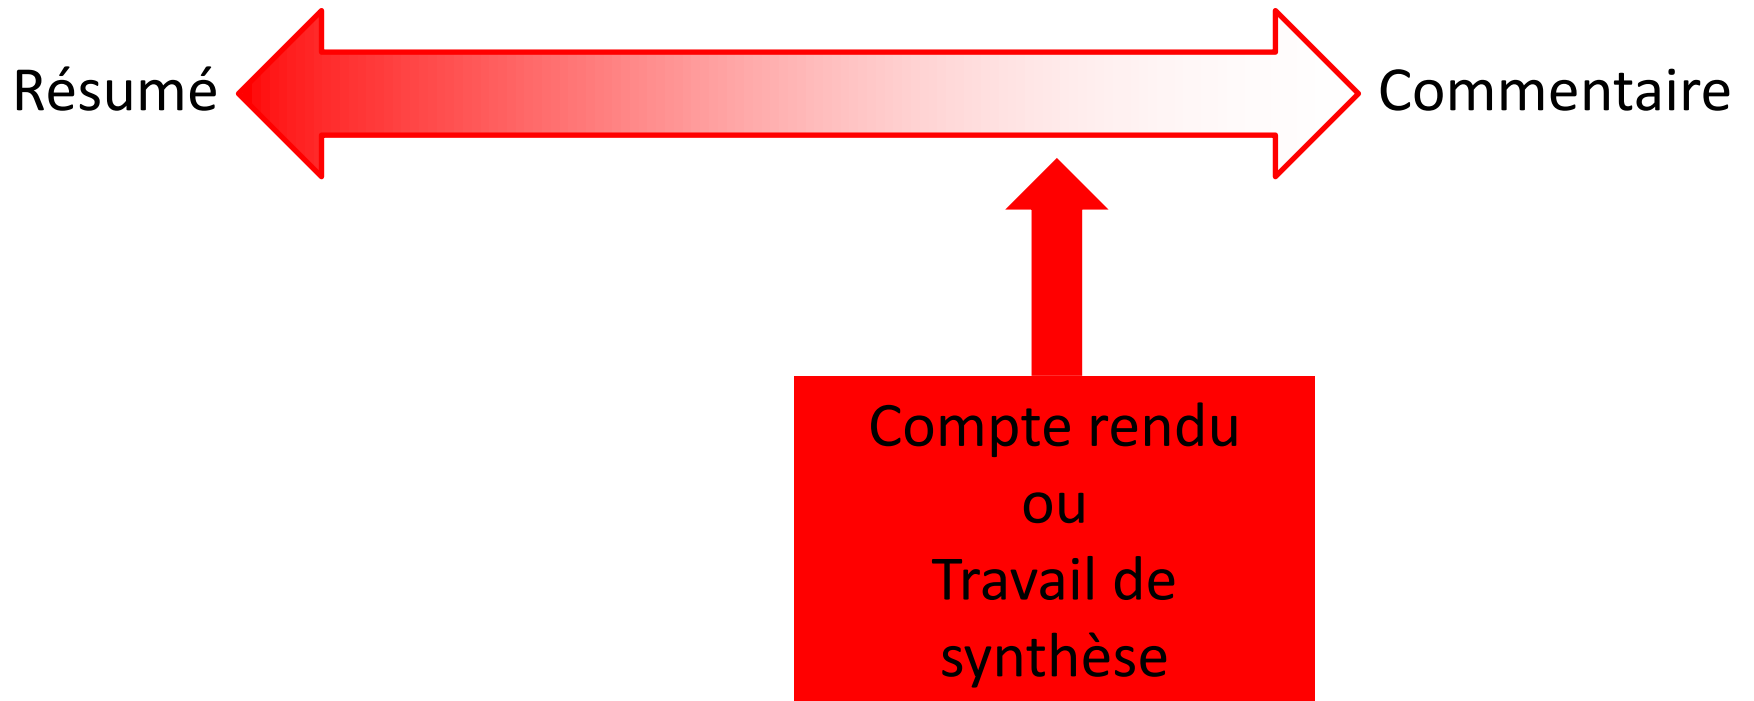 Résumé
Commentaire
Compte rendu
ou
Travail de
synthèse